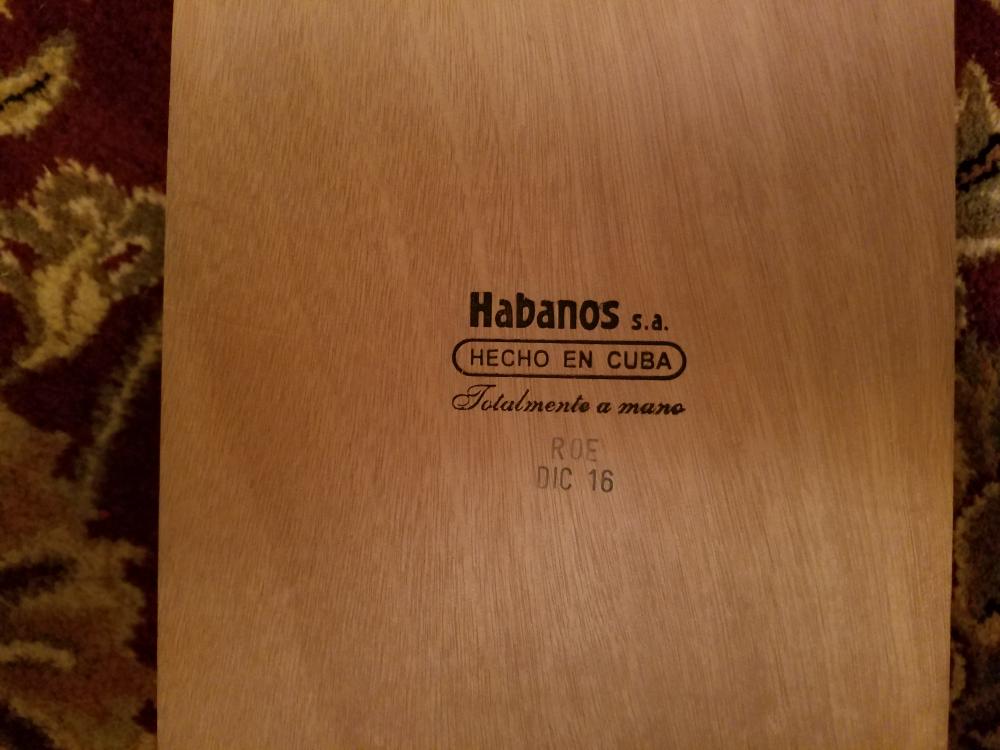 Habanos s.a.
HECHO EN CUBA
Totalmente a mano
ROE
DIC 16